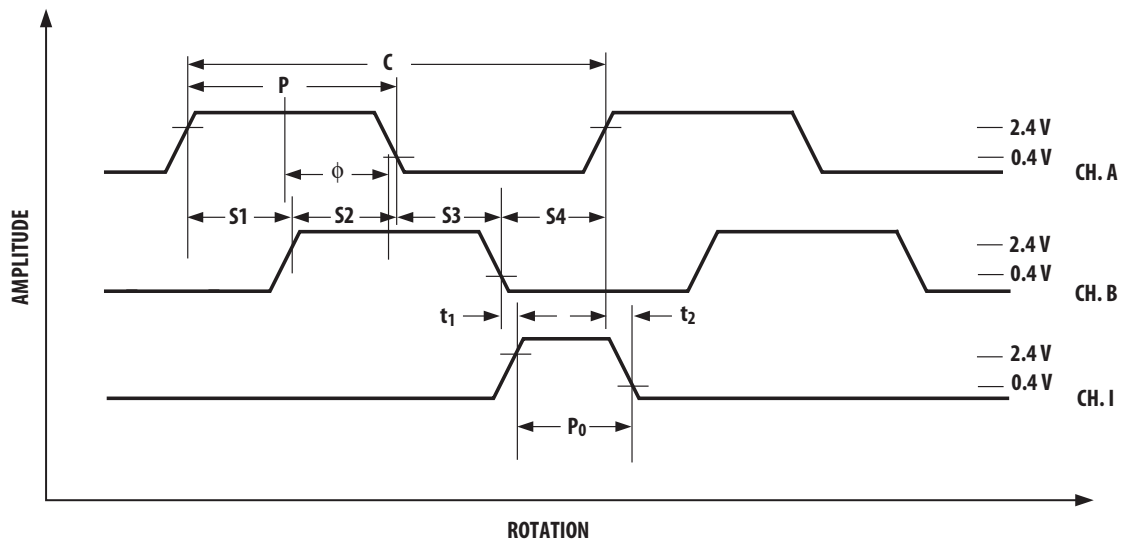 C
P
2.4 V
0.4 V
CH. A
ϕ
S1 S2 S3 S4
2.4 V
0.4 V
CH. B
AMPLITUDE
t1 t2
2.4 V
0.4 V
CH. I
P0
ROTATION